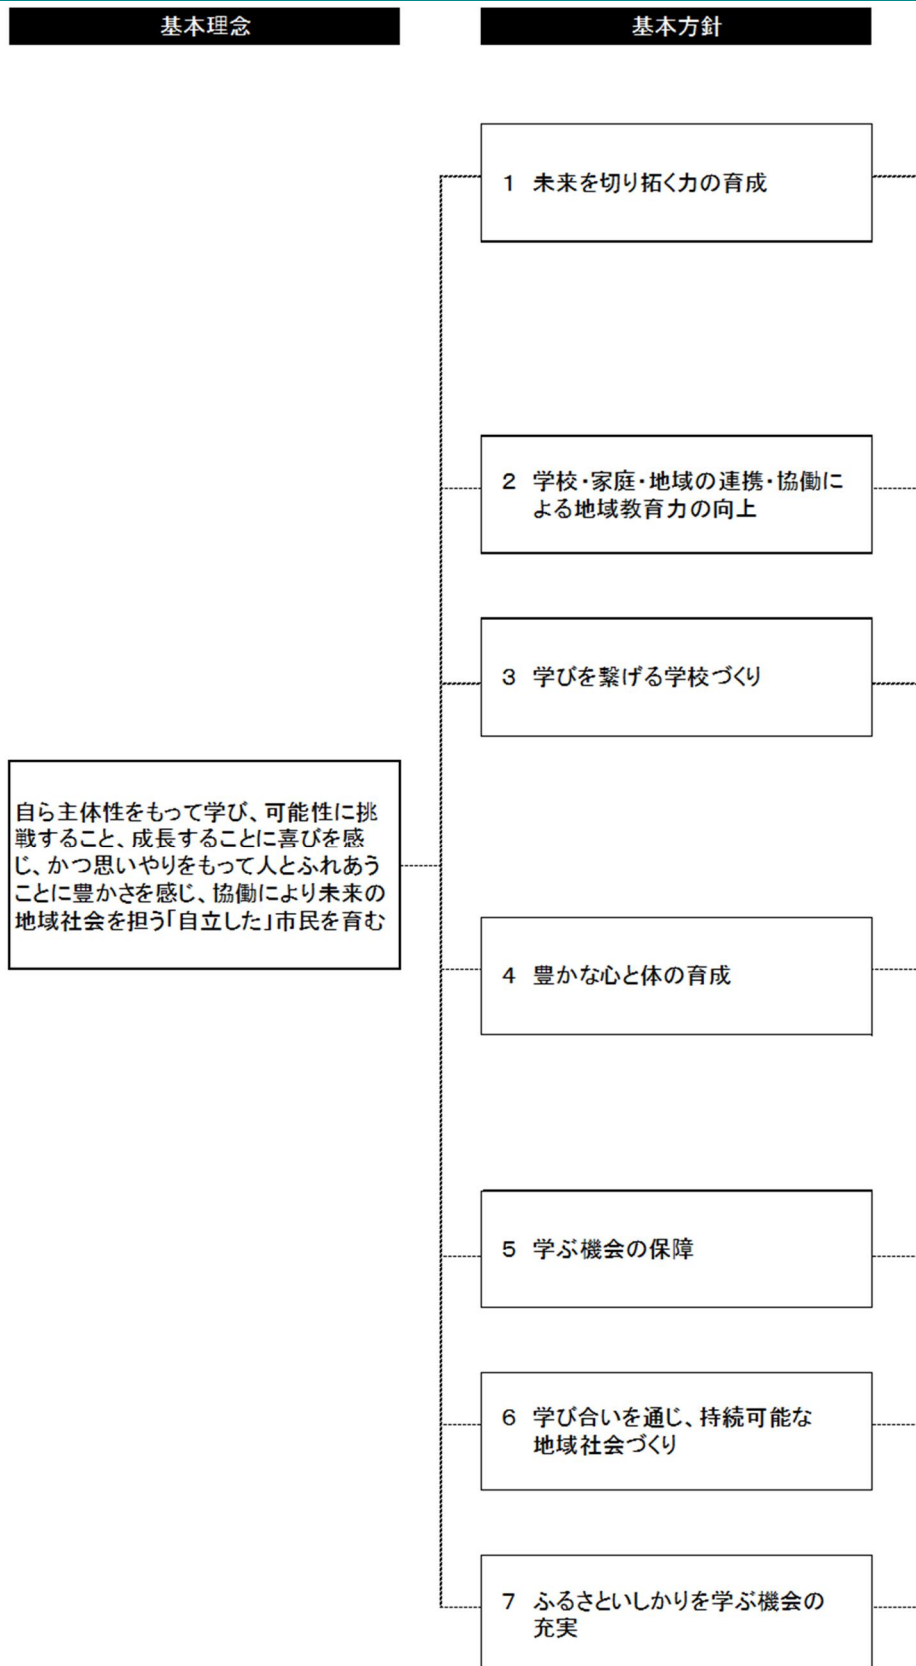 基本理念
基本方針
1 未来を切り拓く力の育成
2 学校・家庭・地域の連携・協働に
よる地域教育力の向上
3 学びを繋げる学校づくり
自ら主体性をもって学び、可能性に挑
戦すること、成長することに喜びを感
じ、かつ思いやりをもって人とふれあう
ことに豊かさを感じ、協働により未来の
地域社会を担う「自立した」市民を育む
4 豊かな心と体の育成
5 学ぶ機会の保障
6 学び合いを通じ、持続可能な
地域社会づくり
7 ふるさといしかりを学ぶ機会の
充実